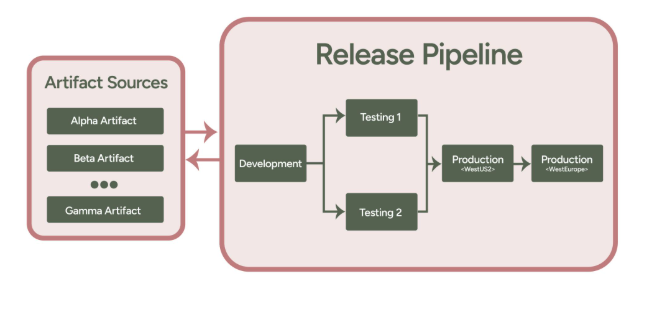 Release Pipeline
Artifact Sources
Alpha Artifact
Beta Artifact
Gamma Artifact
Development
Testing 1
Testing 2
Production
<WestUS2>
Production
<WestEurope>